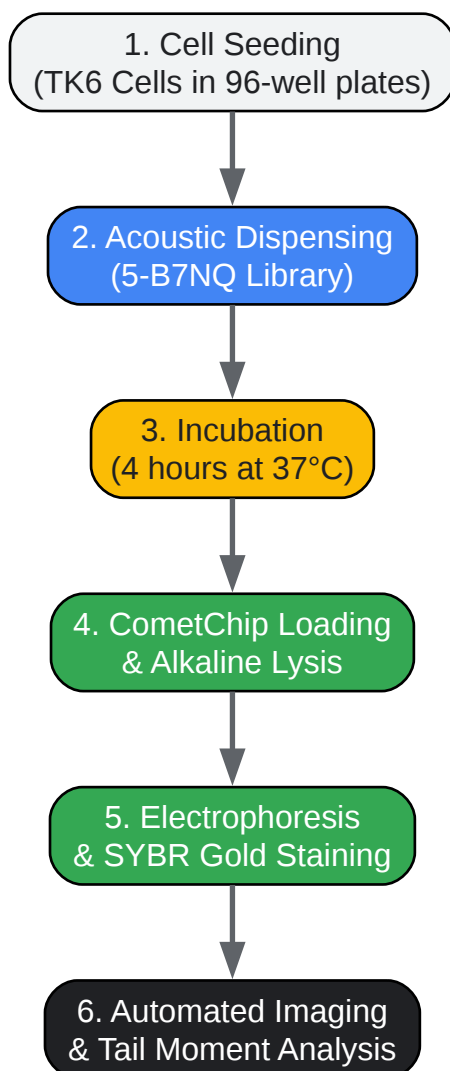 1. Cell Seeding
(TK6 Cells in 96-well plates)
2. Acoustic Dispensing
(5-B7NQ Library)
3. Incubation
(4 hours at 37°C)
4. CometChip Loading
& Alkaline Lysis
5. Electrophoresis
& SYBR Gold Staining
6. Automated Imaging
& Tail Moment Analysis